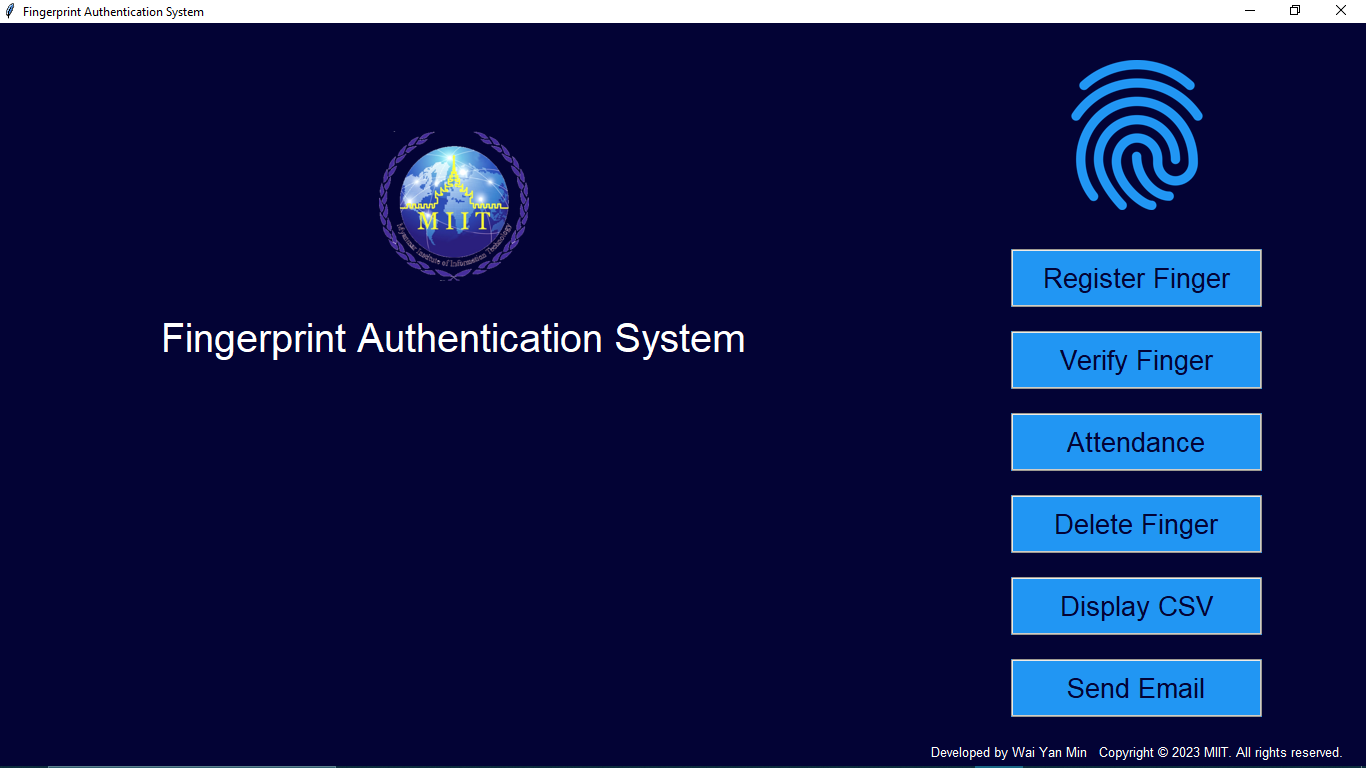 Fingerprint Authentication System
MIIT
Myanmar Institute of Information Technology
Fingerprint Authentication System
Register Finger
Verify Finger
Attendance
Delete Finger
Display CSV
Send Email
Developed by Wai Yan Min   Copyright © 2023 MIIT. All rights reserved.